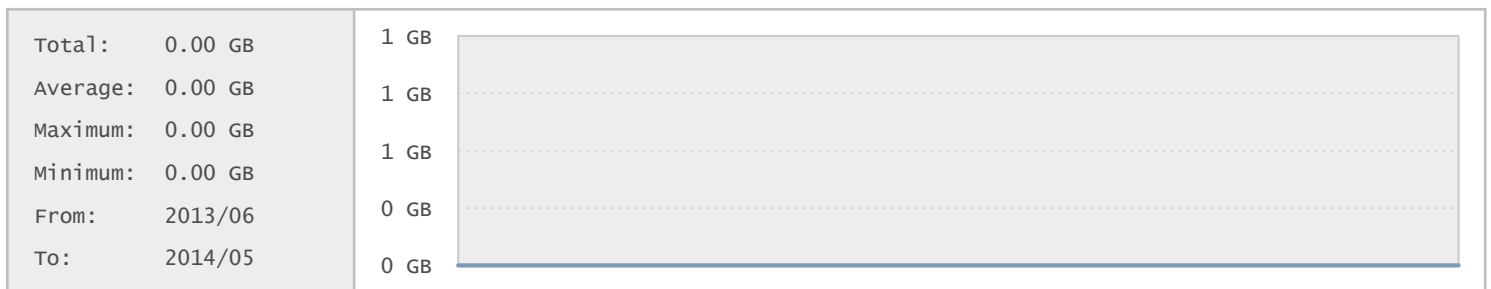 Total: 0.00 GB
Average: 0.00 GB
Maximum: 0.00 GB
Minimum: 0.00 GB
From: 2013/06
To: 2014/05
1 GB
1 GB
1 GB
0 GB
0 GB